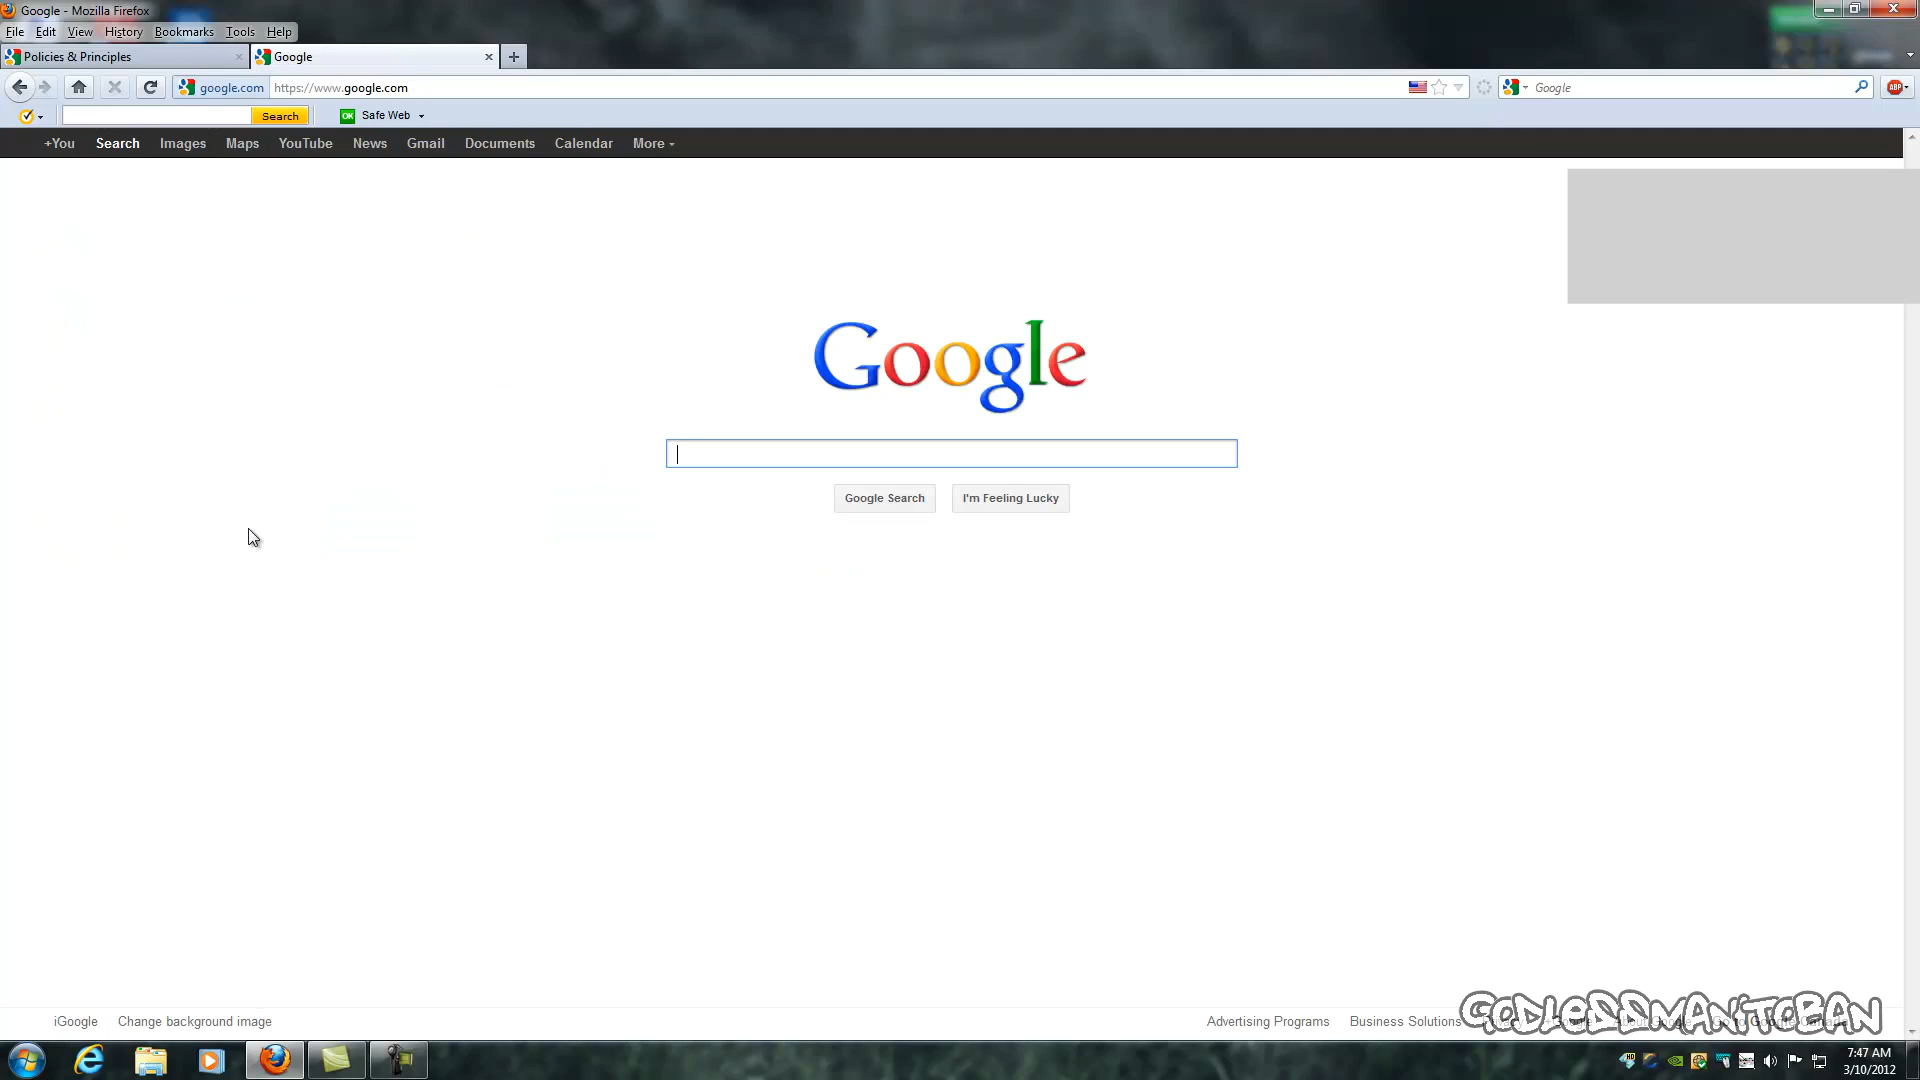 Google - Mozilla Firefox
File Edit View History Bookmarks Tools Help
Policies & Principles Google
google.com https://www.google.com Google ABP
Search OK Safe Web
+You Search Images Maps YouTube News Gmail Documents Calendar More
Google
Google Search I'm Feeling Lucky
iGoogle Change background image Advertising Programs Business Solutions
GODLESSMANITOBAN
7:47 AM
3/10/2012